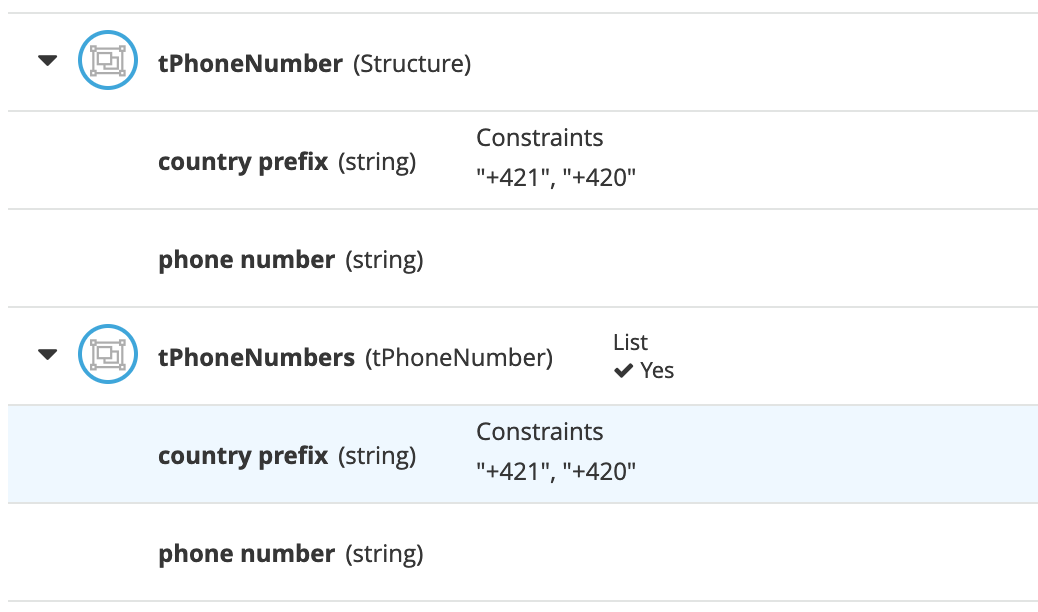 tPhoneNumber (Structure)
Constraints
country prefix (string)
"+421", "+420"
phone number (string)
List
tPhoneNumbers (tPhoneNumber)
Yes
Constraints
country prefix (string)
"+421", "+420"
phone number (string)